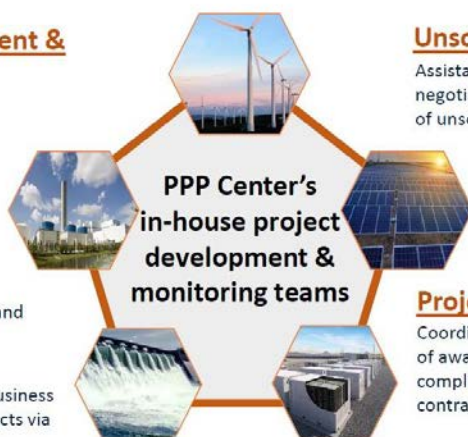 ent &
Unso
Assista
negoti
of unso
PPP Center's
in-house project
development &
monitoring teams
and
usiness
cts via
Proj
Coordi
of awa
compl
contra